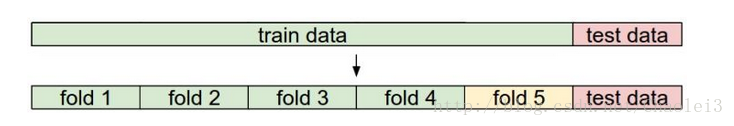 train data test data
fold 1 fold 2 fold 3 fold 4 fold 5 test data